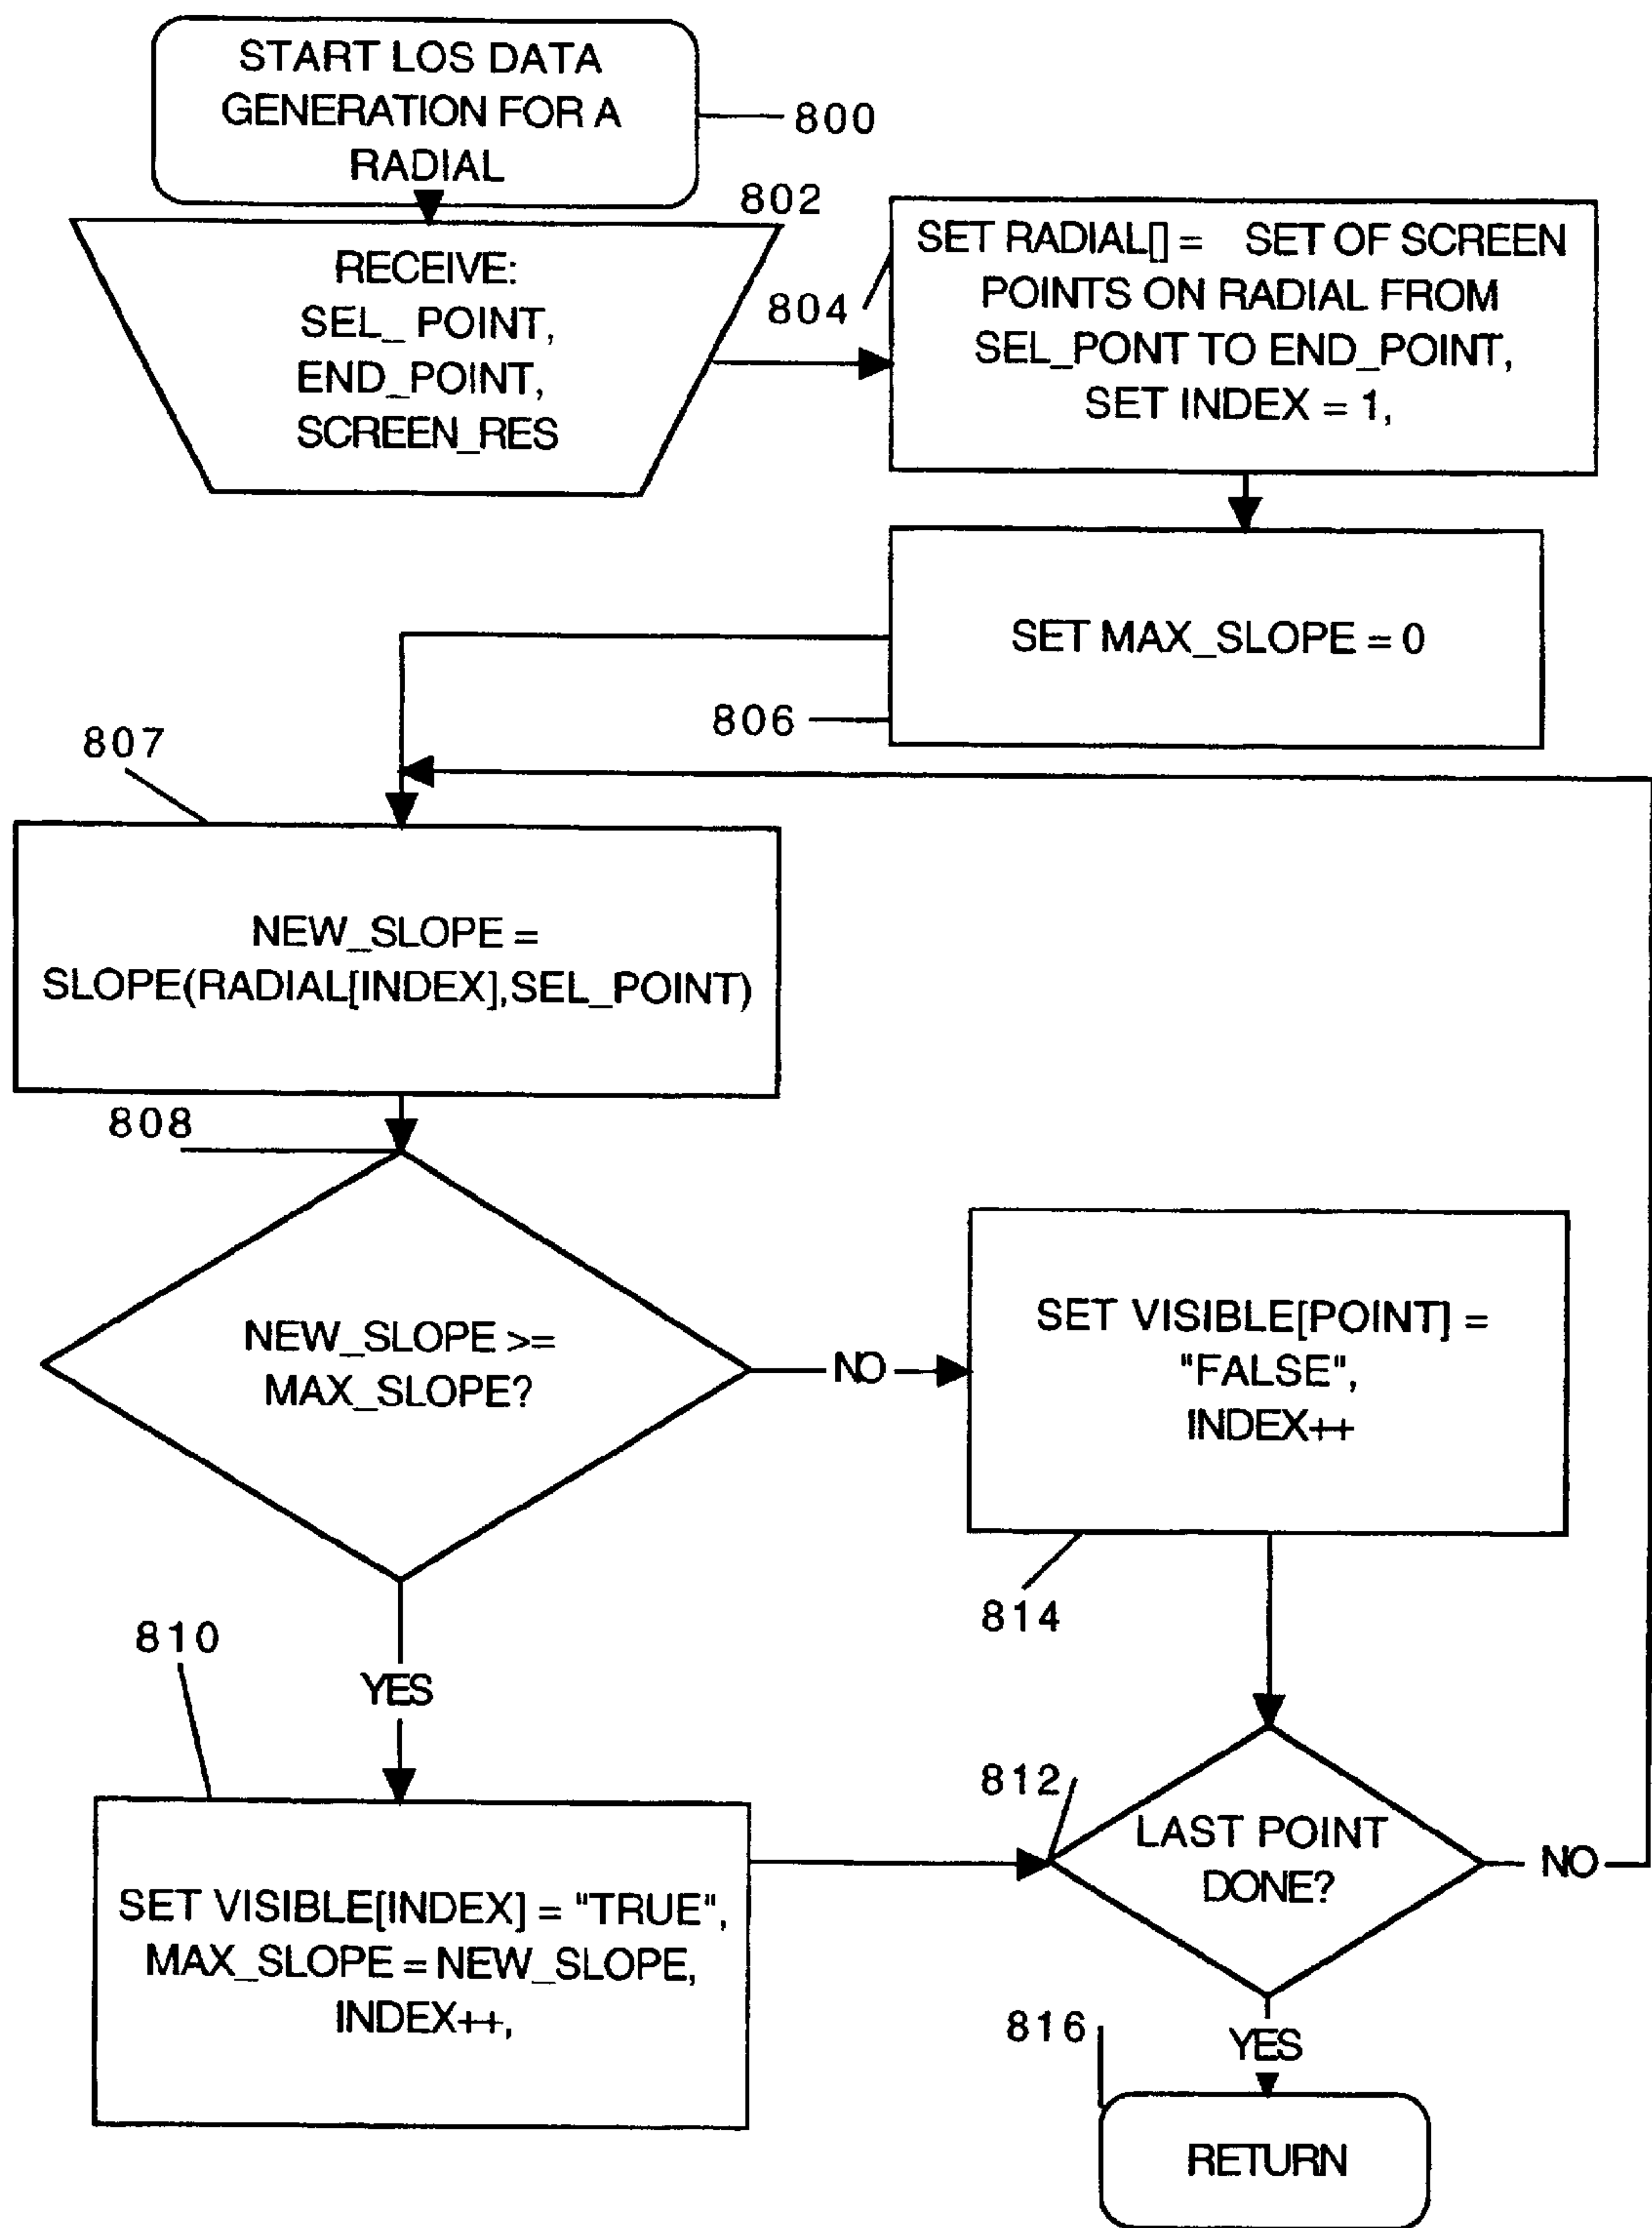 START LOS DATA
GENERATION FOR A
RADIAL
800
802
RECEIVE:
SEL_ POINT,
END_POINT,
SCREEN_RES
804
SET RADIAL[] = SET OF SCREEN
POINTS ON RADIAL FROM
SEL_PONT TO END_POINT,
SET INDEX = 1,
SET MAX_SLOPE = 0
806
807
NEW_SLOPE =
SLOPE(RADIAL[INDEX],SEL_POINT)
808
NEW_SLOPE >=
MAX_SLOPE?
NO
SET VISIBLE[POINT] =
"FALSE",
INDEX++
814
YES
810
SET VISIBLE[INDEX] = "TRUE",
MAX_SLOPE = NEW_SLOPE,
INDEX++,
812
LAST POINT
DONE?
NO
YES
816
RETURN